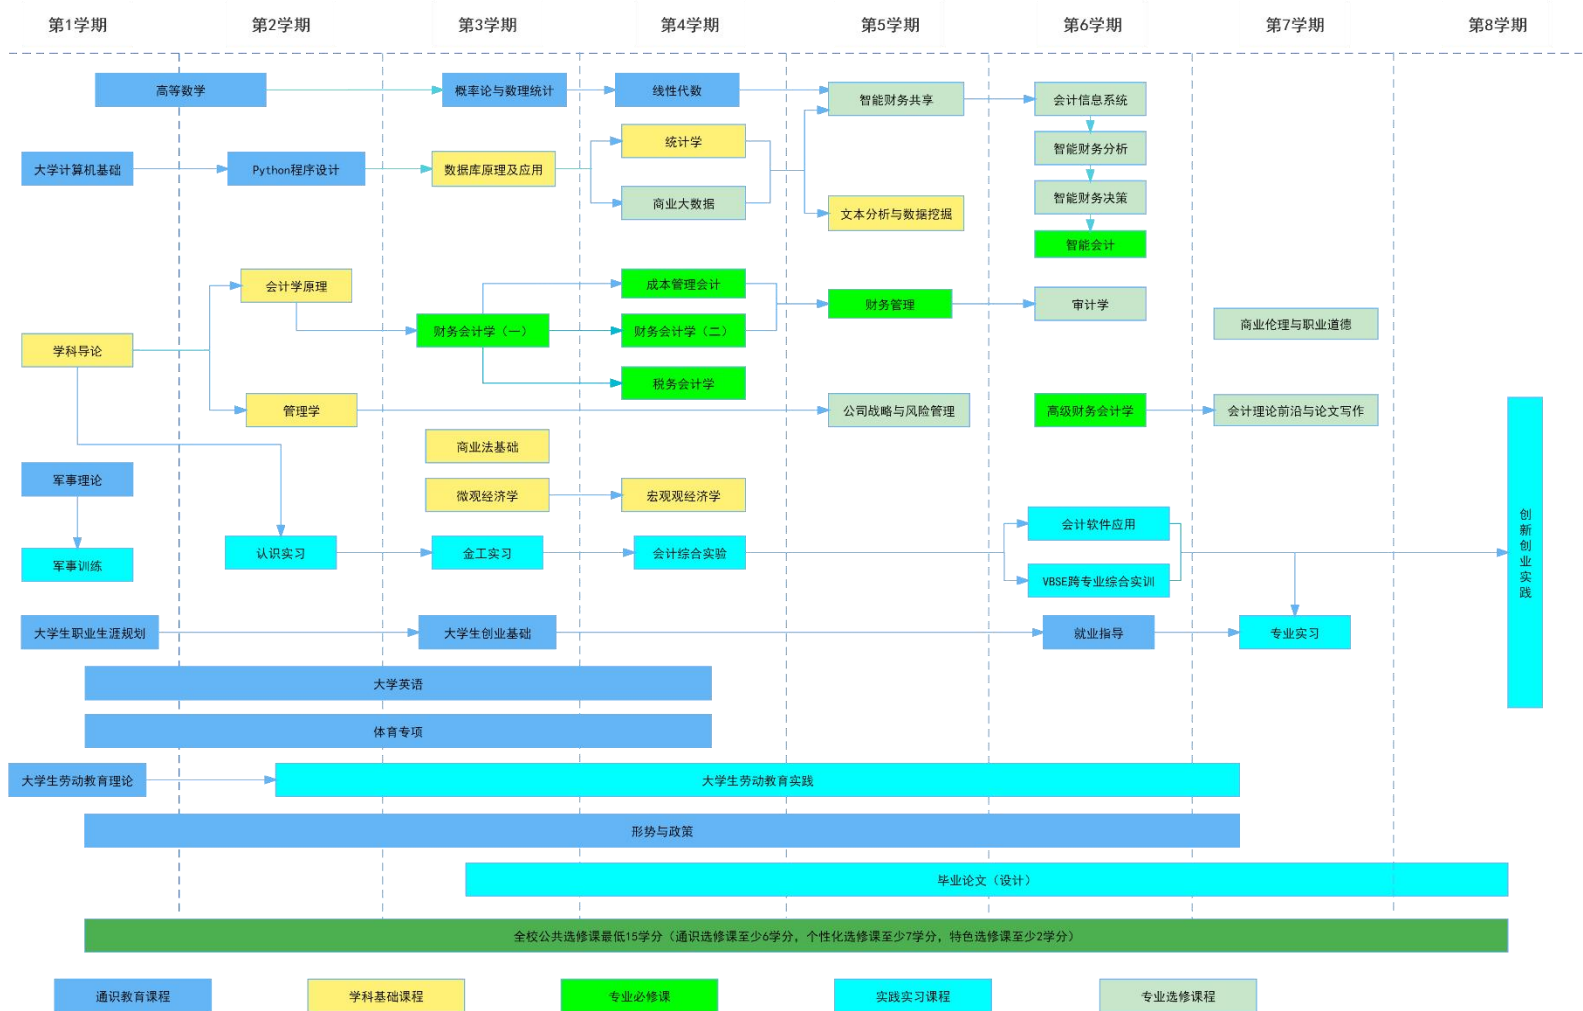 第1学期
第2学期
第3学期
第4学期
第5学期
第6学期
第7学期
第8学期
高等数学
概率论与数理统计
线性代数
智能财务共享
会计信息系统
统计学
智能财务分析
大学计算机基础
Python程序设计
数据库原理及应用
商业大数据
智能财务决策
文本分析与数据挖掘
智能会计
会计学原理
成本管理会计
财务管理
审计学
财务会计学（一）
财务会计学（二）
商业伦理与职业道德
学科导论
税务会计学
管理学
公司战略与风险管理
高级财务会计学
会计理论前沿与论文写作
商业法基础
军事理论
微观经济学
宏观观经济学
会计软件应用
创新创业实践
军事训练
认识实习
金工实习
会计综合实验
VBSE跨专业综合实训
大学生职业生涯规划
大学生创业基础
就业指导
专业实习
大学英语
体育专项
大学生劳动教育理论
大学生劳动教育实践
形势与政策
毕业论文（设计）
全校公共选修课最低15学分（通识选修课至少6学分，个性化选修课至少7学分，特色选修课至少2学分）
通识教育课程
学科基础课程
专业必修课
实践实习课程
专业选修课程